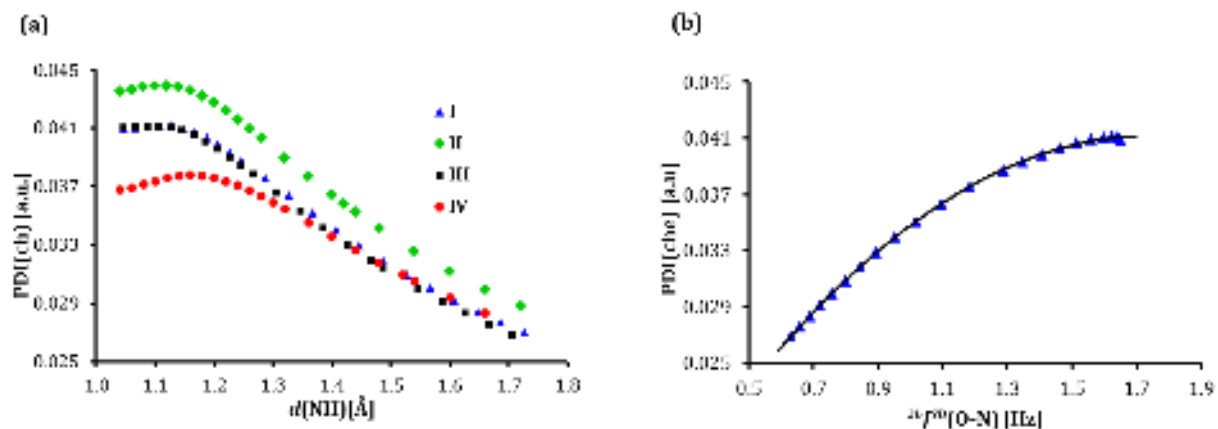 (a)
0.045
0.041
0.037
0.033
0.029
0.025
PDI(cb) [a.u.]
1.0 1.1 1.2 1.3 1.4 1.5 1.6 1.7 1.8
d(NH)[Å]
I
II
III
IV
(b)
0.045
0.041
0.037
0.033
0.029
0.025
[a.u]
0.5 0.7 0.9 1.1 1.3 1.5 1.7 1.9
(O-N) [Hz]